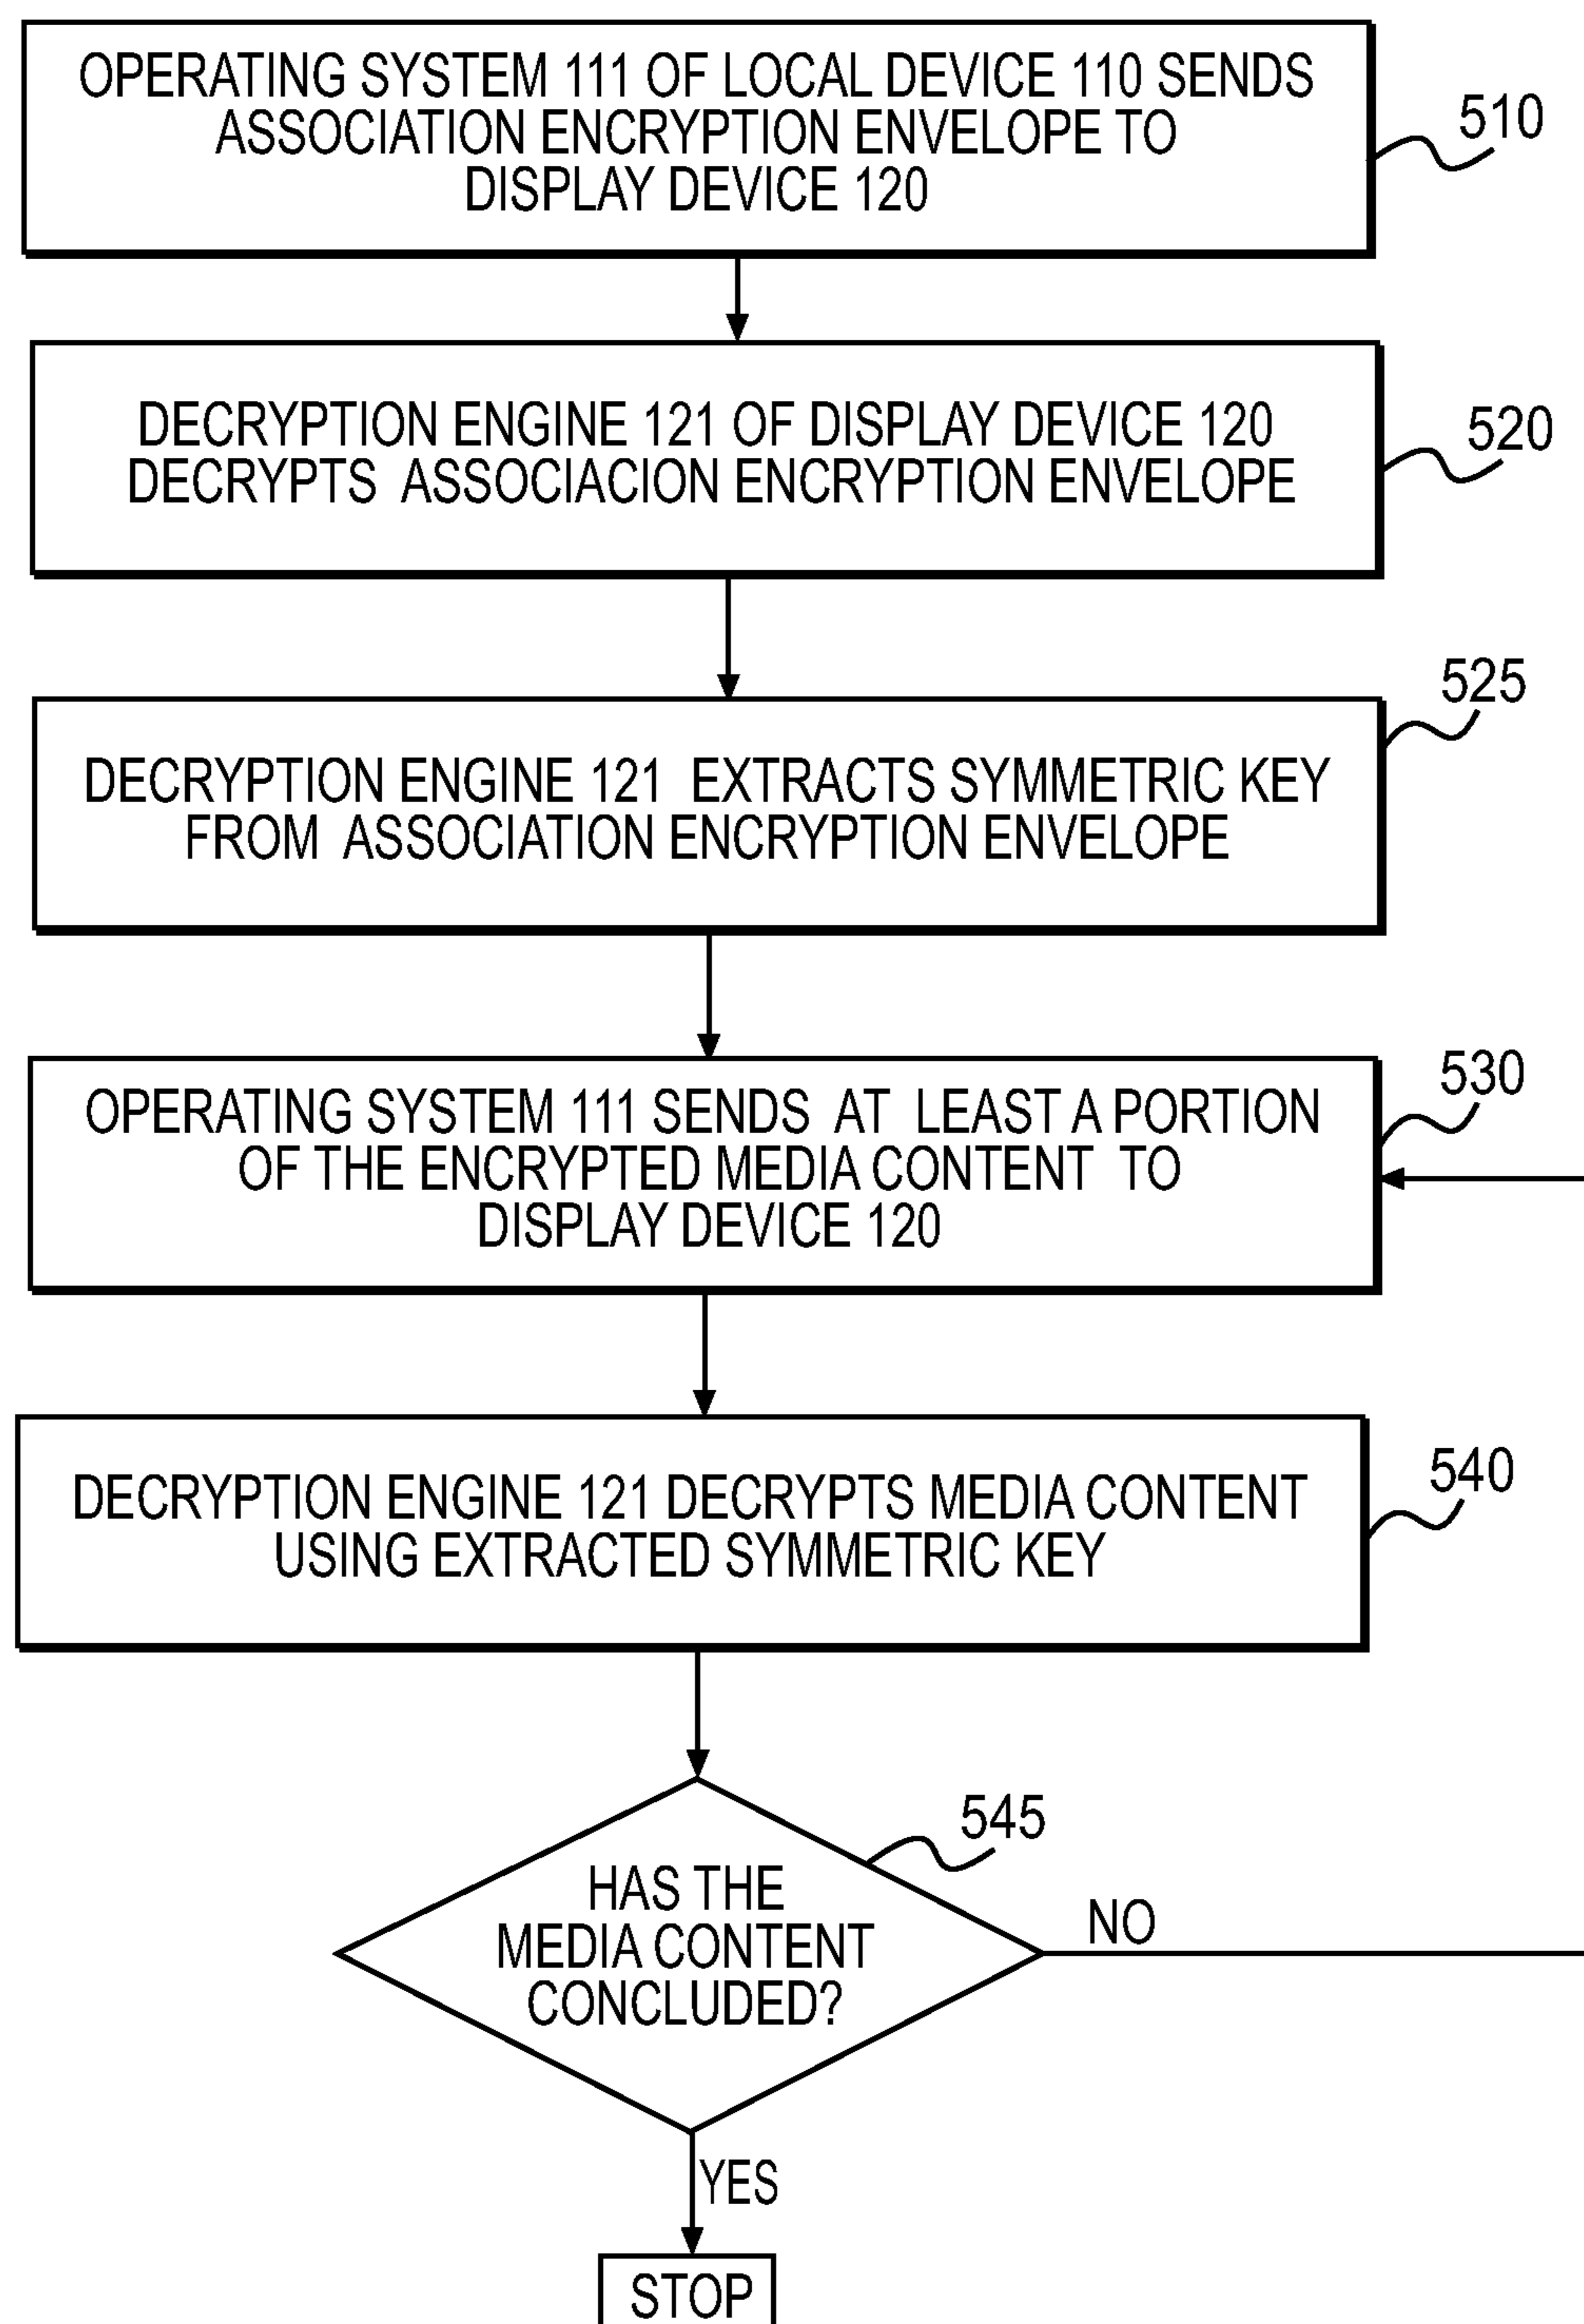 OPERATING SYSTEM 111 OF LOCAL DEVICE 110 SENDS
ASSOCIATION ENCRYPTION ENVELOPE TO
DISPLAY DEVICE 120
510
DECRYPTION ENGINE 121 OF DISPLAY DEVICE 120
DECRYPTS ASSOCIACION ENCRYPTION ENVELOPE
520
525
DECRYPTION ENGINE 121 EXTRACTS SYMMETRIC KEY
FROM ASSOCIATION ENCRYPTION ENVELOPE
530
OPERATING SYSTEM 111 SENDS AT LEAST A PORTION
OF THE ENCRYPTED MEDIA CONTENT TO
DISPLAY DEVICE 120
540
DECRYPTION ENGINE 121 DECRYPTS MEDIA CONTENT
USING EXTRACTED SYMMETRIC KEY
545
HAS THE
MEDIA CONTENT
CONCLUDED?
NO
YES
STOP